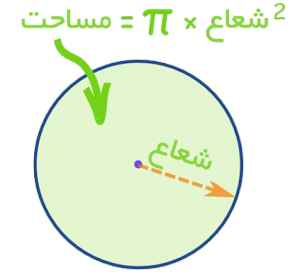 مساحت = π × شعاع²
شعاع